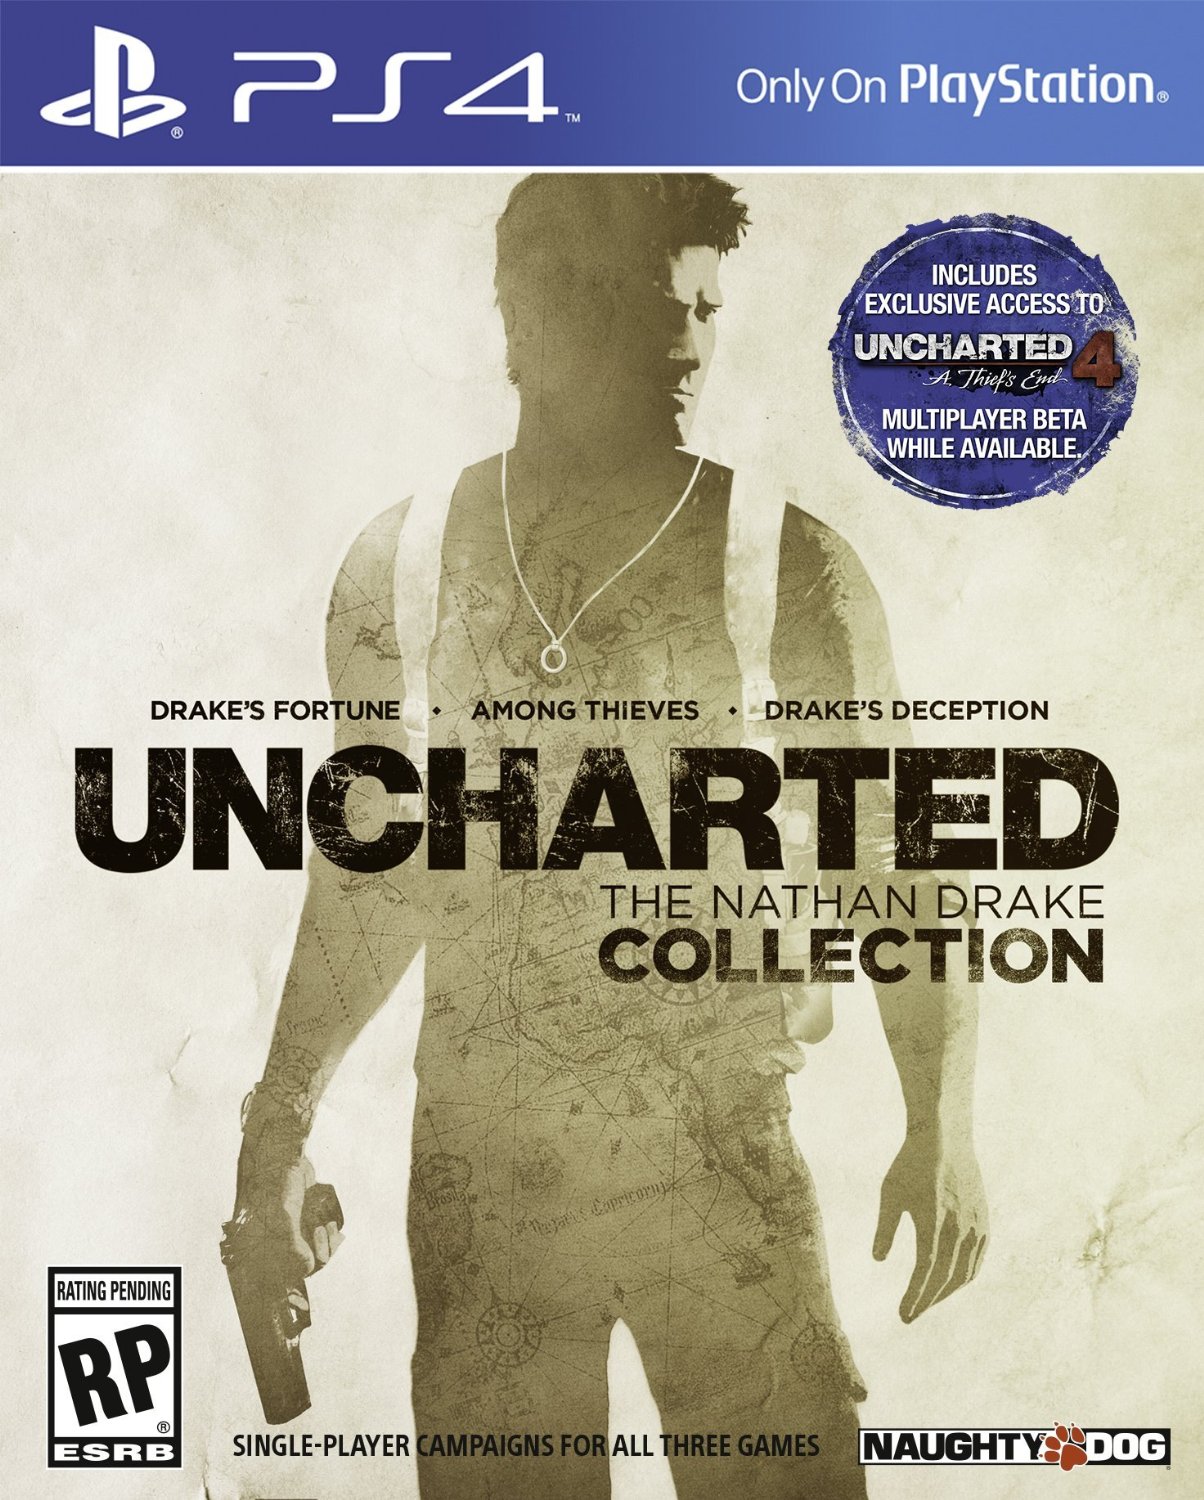 PS4™
Only On PlayStation®
INCLUDES
EXCLUSIVE ACCESS TO
UNCHARTED 4
A Thief's End
MULTIPLAYER BETA
WHILE AVAILABLE.
DRAKE'S FORTUNE • AMONG THIEVES • DRAKE'S DECEPTION
UNCHARTED
THE NATHAN DRAKE
COLLECTION
Capricorni
RATING PENDING
RP®
ESRB
SINGLE-PLAYER CAMPAIGNS FOR ALL THREE GAMES
NAUGHTY DOG